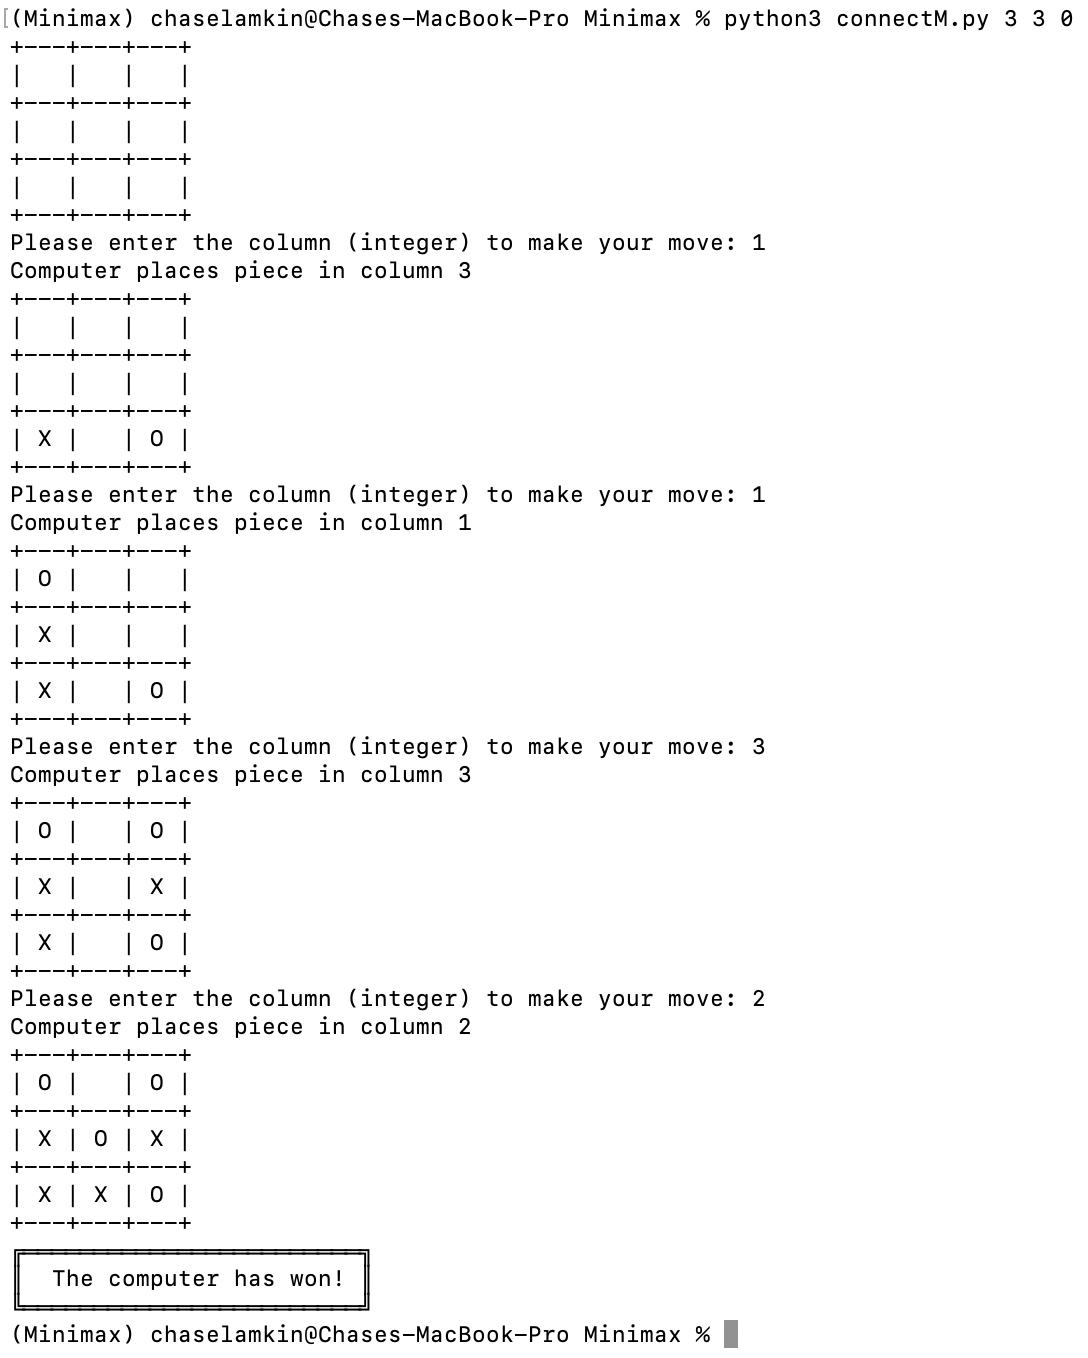 [(Minimax) chaselamkin@Chases-MacBook-Pro Minimax % python3 connectM.py 3 3 0
+---+---+---+
|   |   |   |
+---+---+---+
|   |   |   |
+---+---+---+
|   |   |   |
+---+---+---+
Please enter the column (integer) to make your move: 1
Computer places piece in column 3
+---+---+---+
|   |   |   |
+---+---+---+
|   |   |   |
+---+---+---+
| X |   | O |
+---+---+---+
Please enter the column (integer) to make your move: 1
Computer places piece in column 1
+---+---+---+
| O |   |   |
+---+---+---+
| X |   |   |
+---+---+---+
| X |   | O |
+---+---+---+
Please enter the column (integer) to make your move: 3
Computer places piece in column 3
+---+---+---+
| O |   | O |
+---+---+---+
| X |   | X |
+---+---+---+
| X |   | O |
+---+---+---+
Please enter the column (integer) to make your move: 2
Computer places piece in column 2
+---+---+---+
| O |   | O |
+---+---+---+
| X | O | X |
+---+---+---+
| X | X | O |
+---+---+---+
╔════════════════════════╗
║  The computer has won! ║
╚════════════════════════╝
(Minimax) chaselamkin@Chases-MacBook-Pro Minimax %